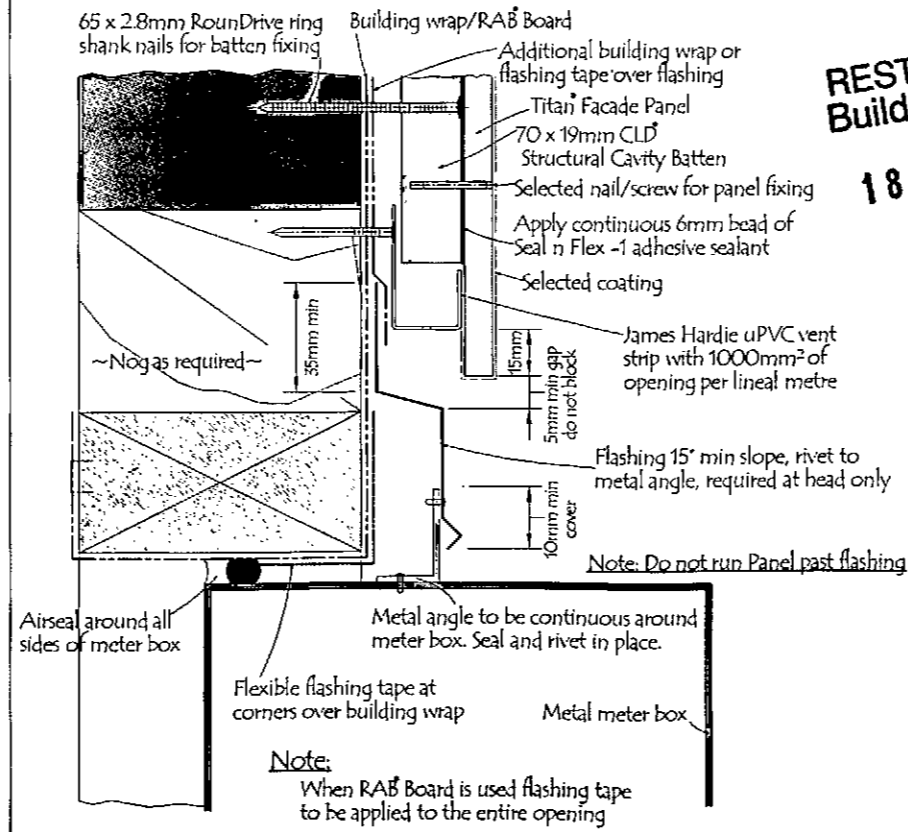 65 x 2.8mm RounDrive ring
shank nails for batten fixing
Building wrap/RAB® Board
Additional building wrap or
flashing tape over flashing
Titan® Facade Panel
70 x 19mm CLD®
Structural Cavity Batten
Selected nail/screw for panel fixing
Apply continuous 6mm bead of
Seal n Flex -1 adhesive sealant
Selected coating
James Hardie uPVC vent
strip with 1000mm² of
opening per lineal metre
REST
Build
18
35mm min
~Nog as required~
15mm
5mm min gap
do not block
Flashing 15° min slope, rivet to
metal angle, required at head only
10mm min
cover
Note: Do not run Panel past flashing
Airseal around all
sides of meter box
Metal angle to be continuous around
meter box. Seal and rivet in place.
Flexible flashing tape at
corners over building wrap
Metal meter box
Note:
When RAB® Board is used flashing tape
to be applied to the entire opening